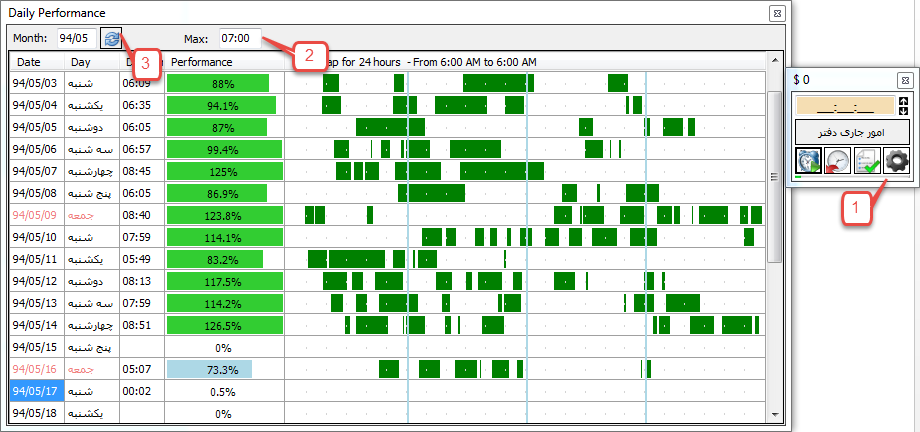 Daily Performance
Month: 94/05 Max: 07:00
3
2
Date Day Performance ap for 24 hours - From 6:00 AM to 6:00 AM
94/05/03 شنبه 06:09 88%
94/05/04 یکشنبه 06:35 94.1%
94/05/05 دوشنبه 06:05 87%
94/05/06 سه شنبه 06:57 99.4%
94/05/07 چهارشنبه 08:45 125%
94/05/08 پنج شنبه 06:05 86.9%
94/05/09 جمعه 08:40 123.8%
94/05/10 شنبه 07:59 114.1%
94/05/11 یکشنبه 05:49 83.2%
94/05/12 دوشنبه 08:13 117.5%
94/05/13 سه شنبه 07:59 114.2%
94/05/14 چهارشنبه 08:51 126.5%
94/05/15 پنج شنبه 0%
94/05/16 جمعه 05:07 73.3%
94/05/17 شنبه 00:02 0.5%
94/05/18 یکشنبه 0%
$ 0
__:__:__
امور جاری دفتر
1